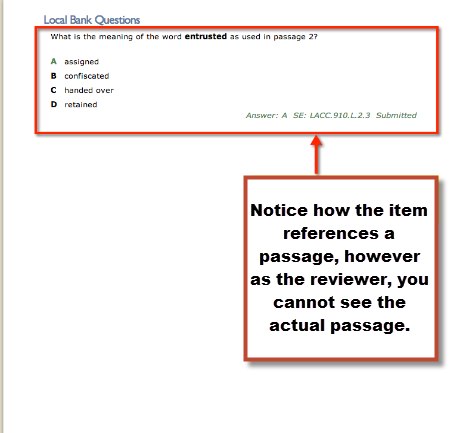 Local Bank Questions
What is the meaning of the word entrusted as used in passage 2?
A assigned
B confiscated
C handed over
D retained
Answer: A SE: LACC.910.L.2.3 Submitted
Notice how the item
references a
passage, however
as the reviewer, you
cannot see the
actual passage.